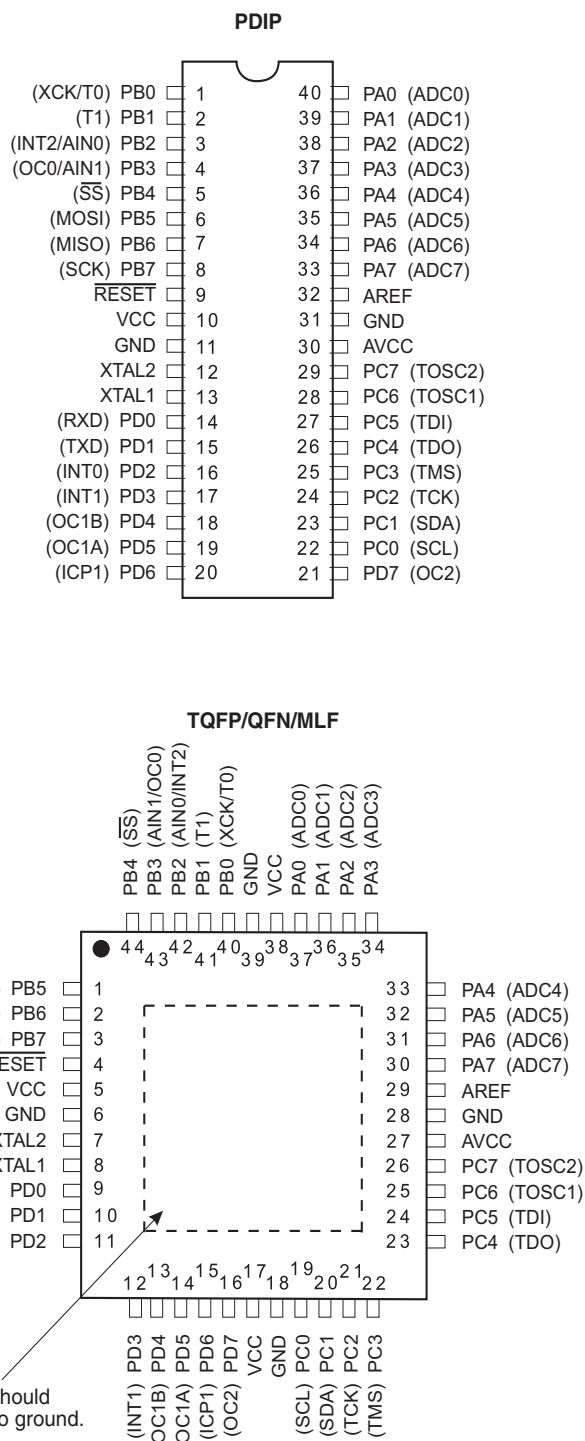 PDIP
(XCK/T0) PB0 1 40 PA0 (ADC0)
(T1) PB1 2 39 PA1 (ADC1)
(INT2/AIN0) PB2 3 38 PA2 (ADC2)
(OC0/AIN1) PB3 4 37 PA3 (ADC3)
(SS) PB4 5 36 PA4 (ADC4)
(MOSI) PB5 6 35 PA5 (ADC5)
(MISO) PB6 7 34 PA6 (ADC6)
(SCK) PB7 8 33 PA7 (ADC7)
RESET 9 32 AREF
VCC 10 31 GND
GND 11 30 AVCC
XTAL2 12 29 PC7 (TOSC2)
XTAL1 13 28 PC6 (TOSC1)
(RXD) PD0 14 27 PC5 (TDI)
(TXD) PD1 15 26 PC4 (TDO)
(INT0) PD2 16 25 PC3 (TMS)
(INT1) PD3 17 24 PC2 (TCK)
(OC1B) PD4 18 23 PC1 (SDA)
(OC1A) PD5 19 22 PC0 (SCL)
(ICP1) PD6 20 21 PD7 (OC2)
TQFP/QFN/MLF
PB4 (SS)
PB3 (AIN1/OC0)
PB2 (AIN0/INT2)
PB1 (T1)
PB0 (XCK/T0)
GND
VCC
PA0 (ADC0)
PA1 (ADC1)
PA2 (ADC2)
PA3 (ADC3)
44 43 42 41 40 39 38 37 36 35 34
PB5 1 33 PA4 (ADC4)
PB6 2 32 PA5 (ADC5)
PB7 3 31 PA6 (ADC6)
ESET 4 30 PA7 (ADC7)
VCC 5 29 AREF
GND 6 28 GND
XTAL2 7 27 AVCC
XTAL1 8 26 PC7 (TOSC2)
PD0 9 25 PC6 (TOSC1)
PD1 10 24 PC5 (TDI)
PD2 11 23 PC4 (TDO)
12 13 14 15 16 17 18 19 20 21 22
(INT1) PD3
OC1B) PD4
OC1A) PD5
(ICP1) PD6
(OC2) PD7
VCC
GND
(SCL) PC0
(SDA) PC1
(TCK) PC2
(TMS) PC3
hould
o ground.